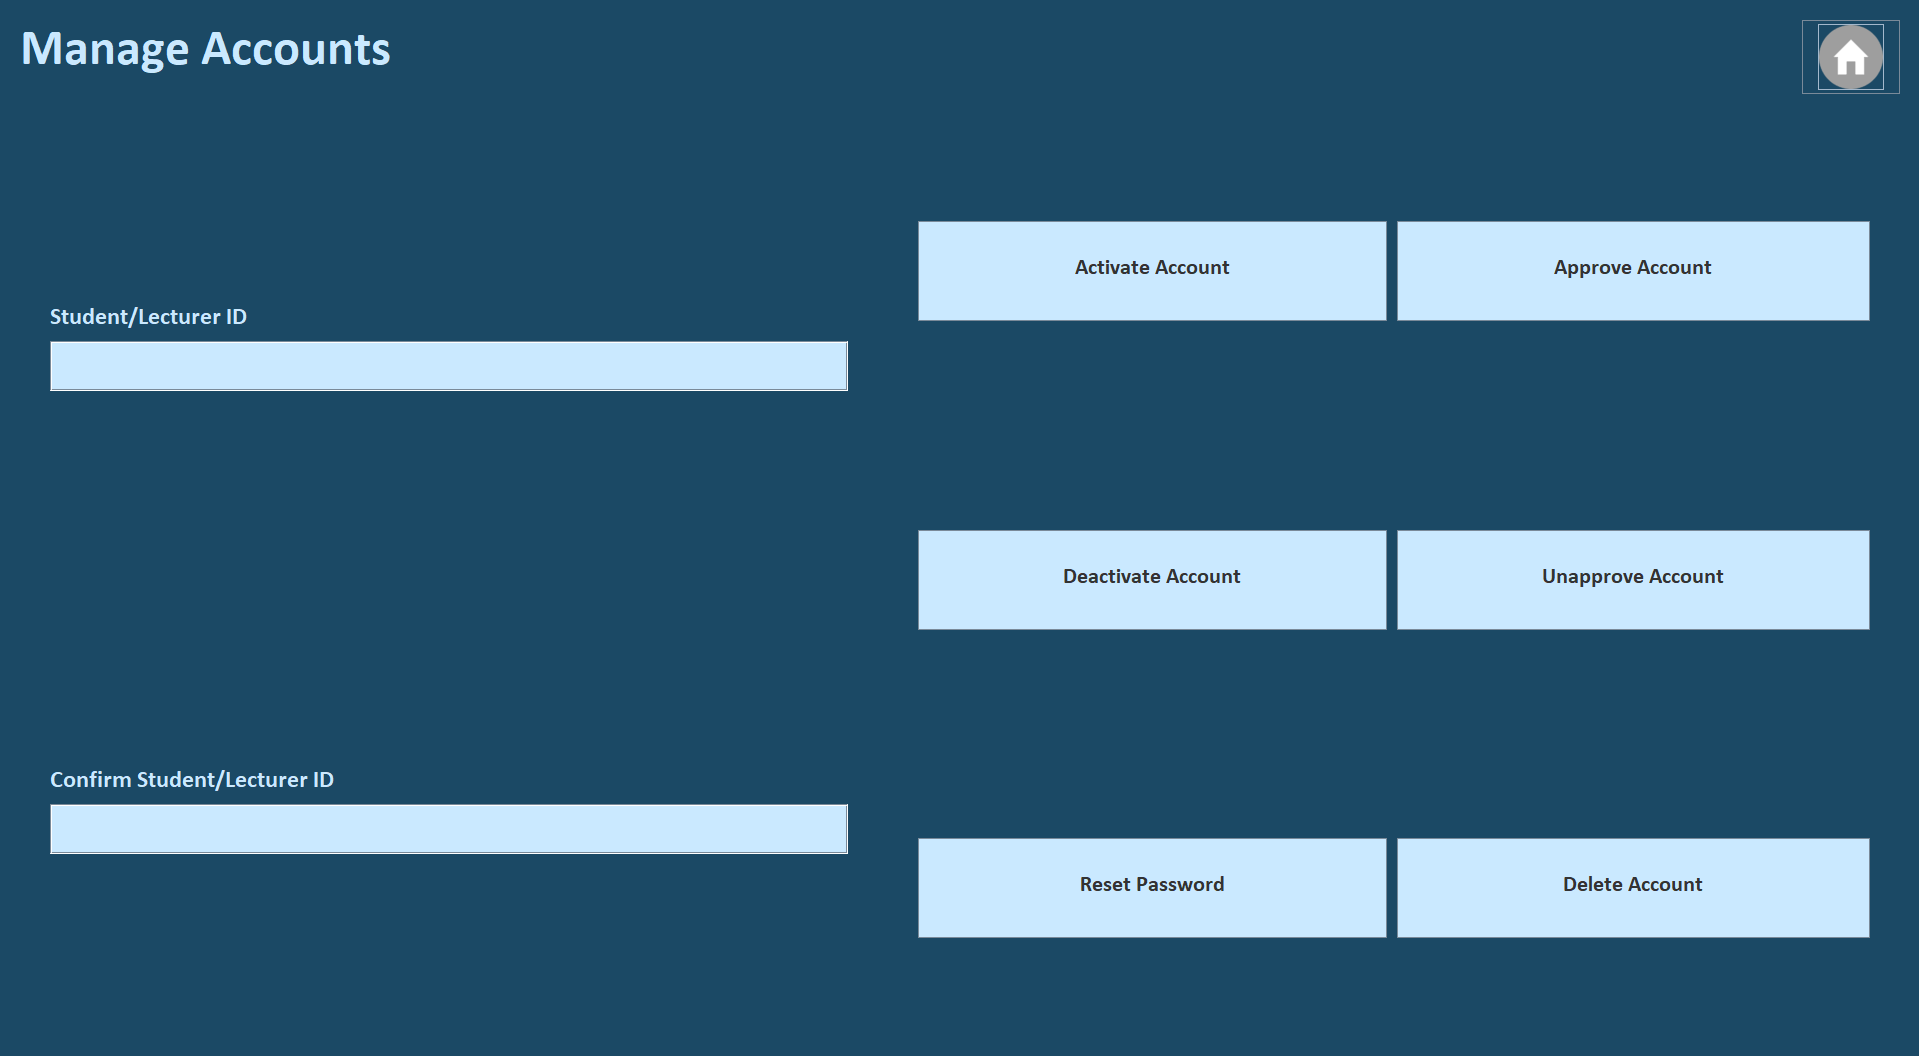 Manage Accounts
Activate Account
Approve Account
Student/Lecturer ID
Deactivate Account
Unapprove Account
Confirm Student/Lecturer ID
Reset Password
Delete Account